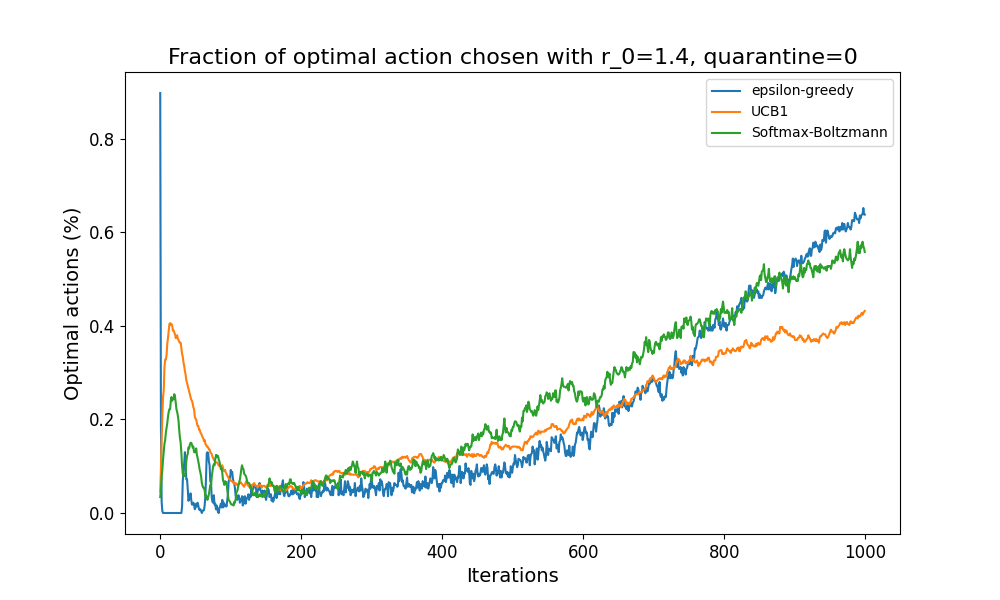 Fraction of optimal action chosen with r_0=1.4, quarantine=0
epsilon-greedy
UCB1
Softmax-Boltzmann
Optimal actions (%)
0.8
0.6
0.4
0.2
0.0
0 200 400 600 800 1000
Iterations